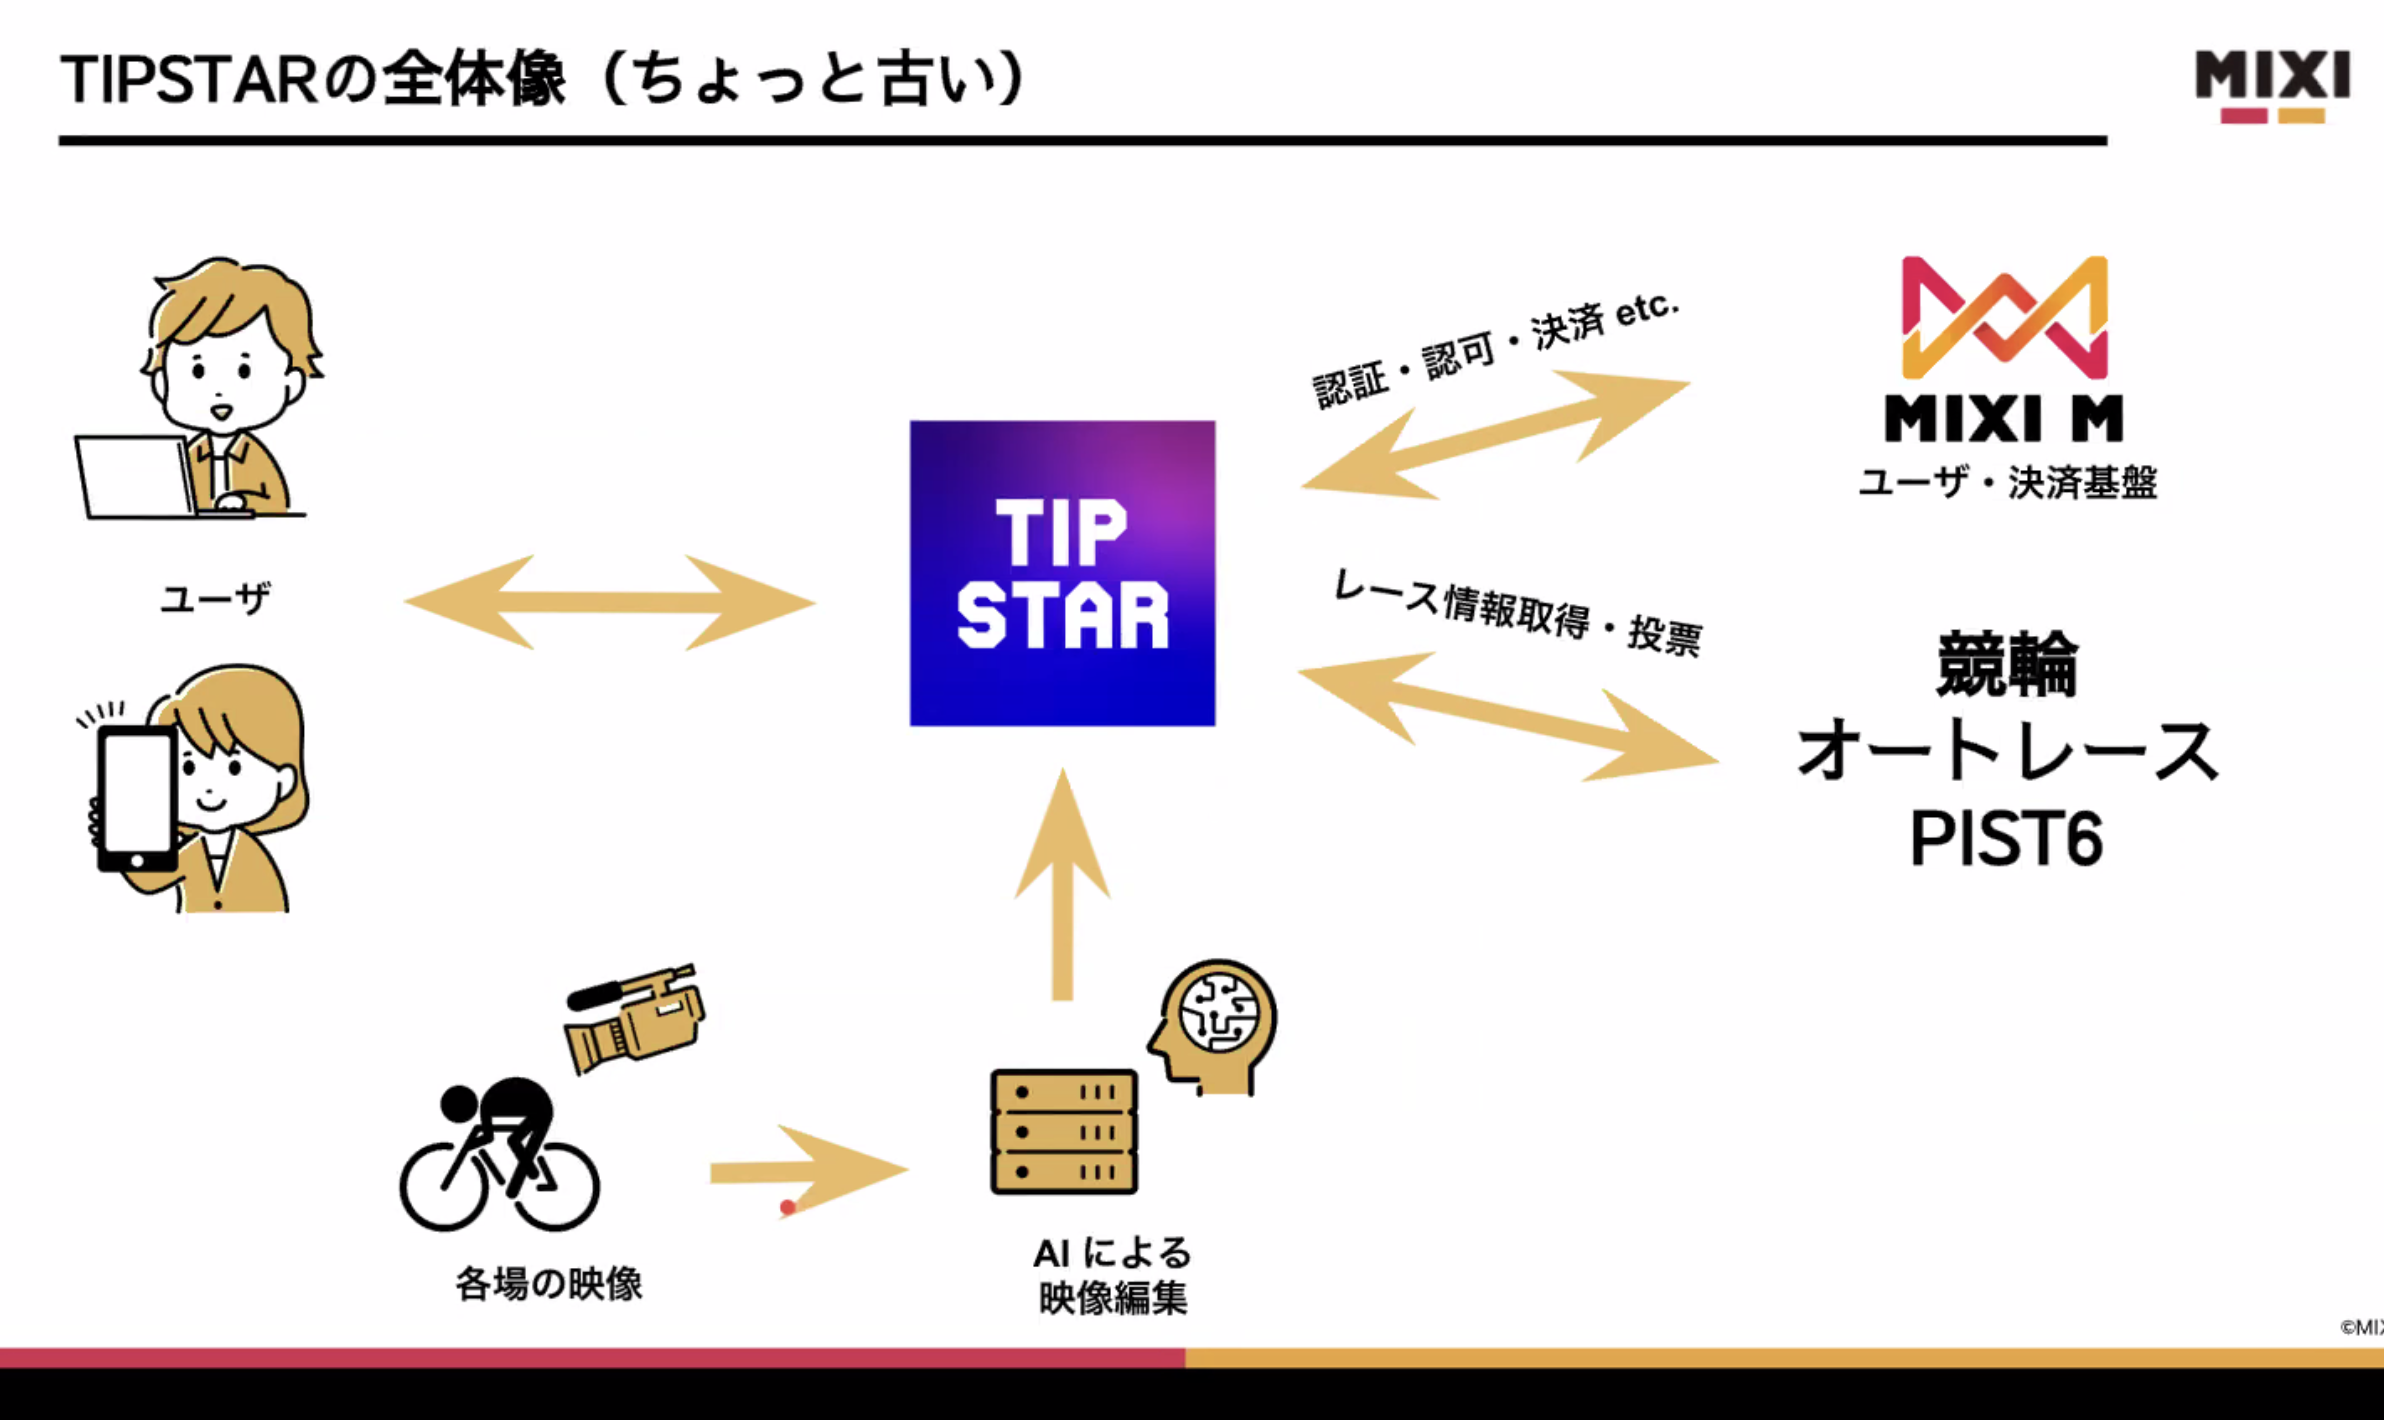 TIPSTARの全体像（ちょっと古い）
MIXI
認証・認可・決済 etc.
MIXI M
ユーザ・決済基盤
TIP
STAR
ユーザ
レース情報取得・投票
競輪
オートレース
PIST6
各場の映像
AI による
映像編集